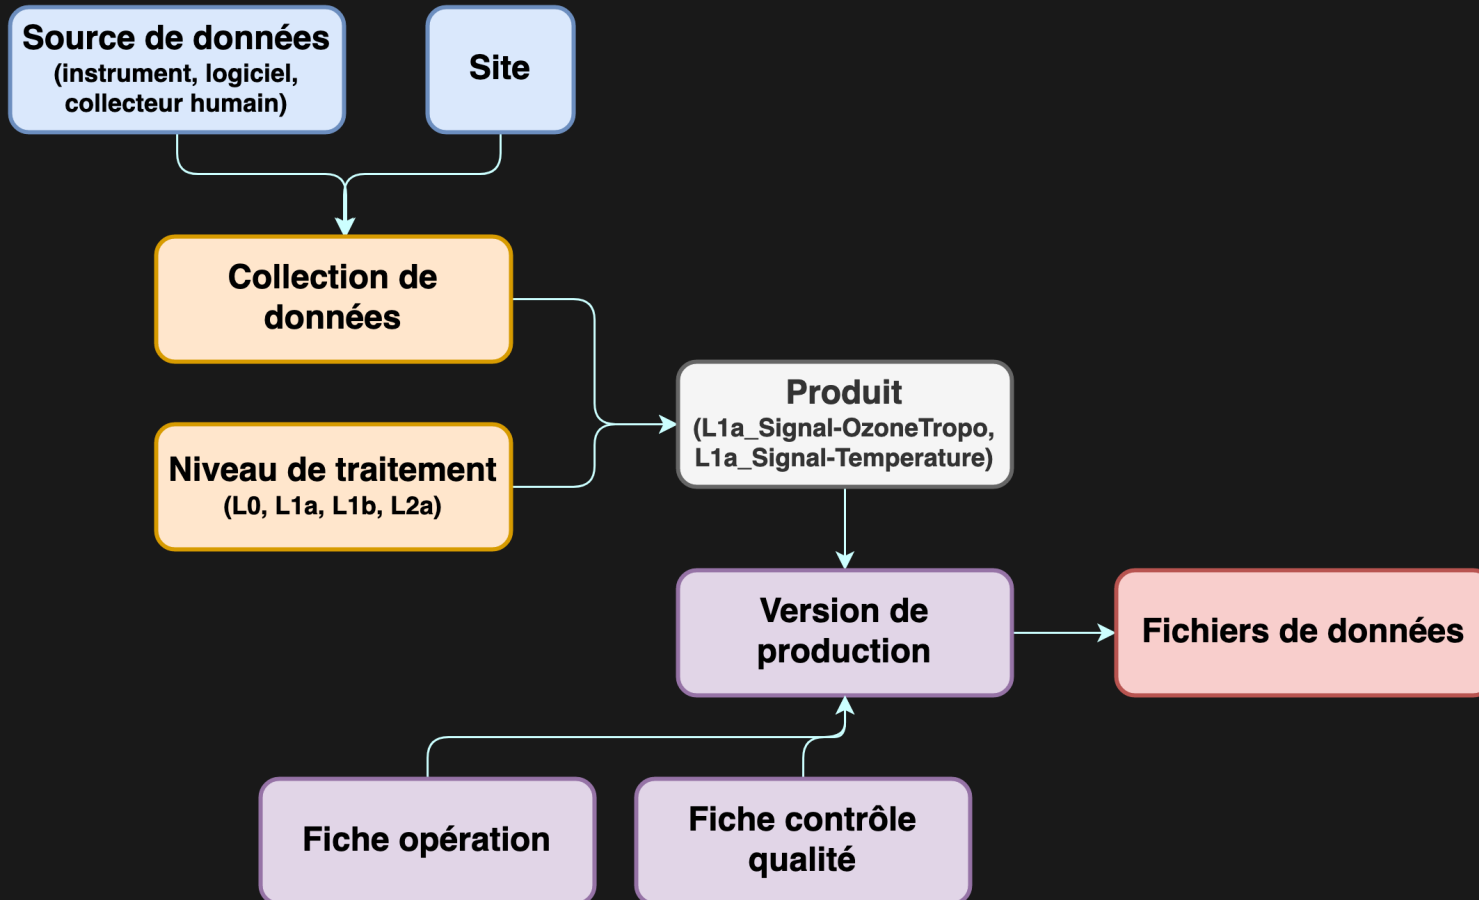 Source de données
(instrument, logiciel,
collecteur humain)
Site
Collection de
données
Niveau de traitement
(L0, L1a, L1b, L2a)
Produit
(L1a_Signal-OzoneTropo,
L1a_Signal-Temperature)
Version de
production
Fichiers de données
Fiche opération
Fiche contrôle
qualité